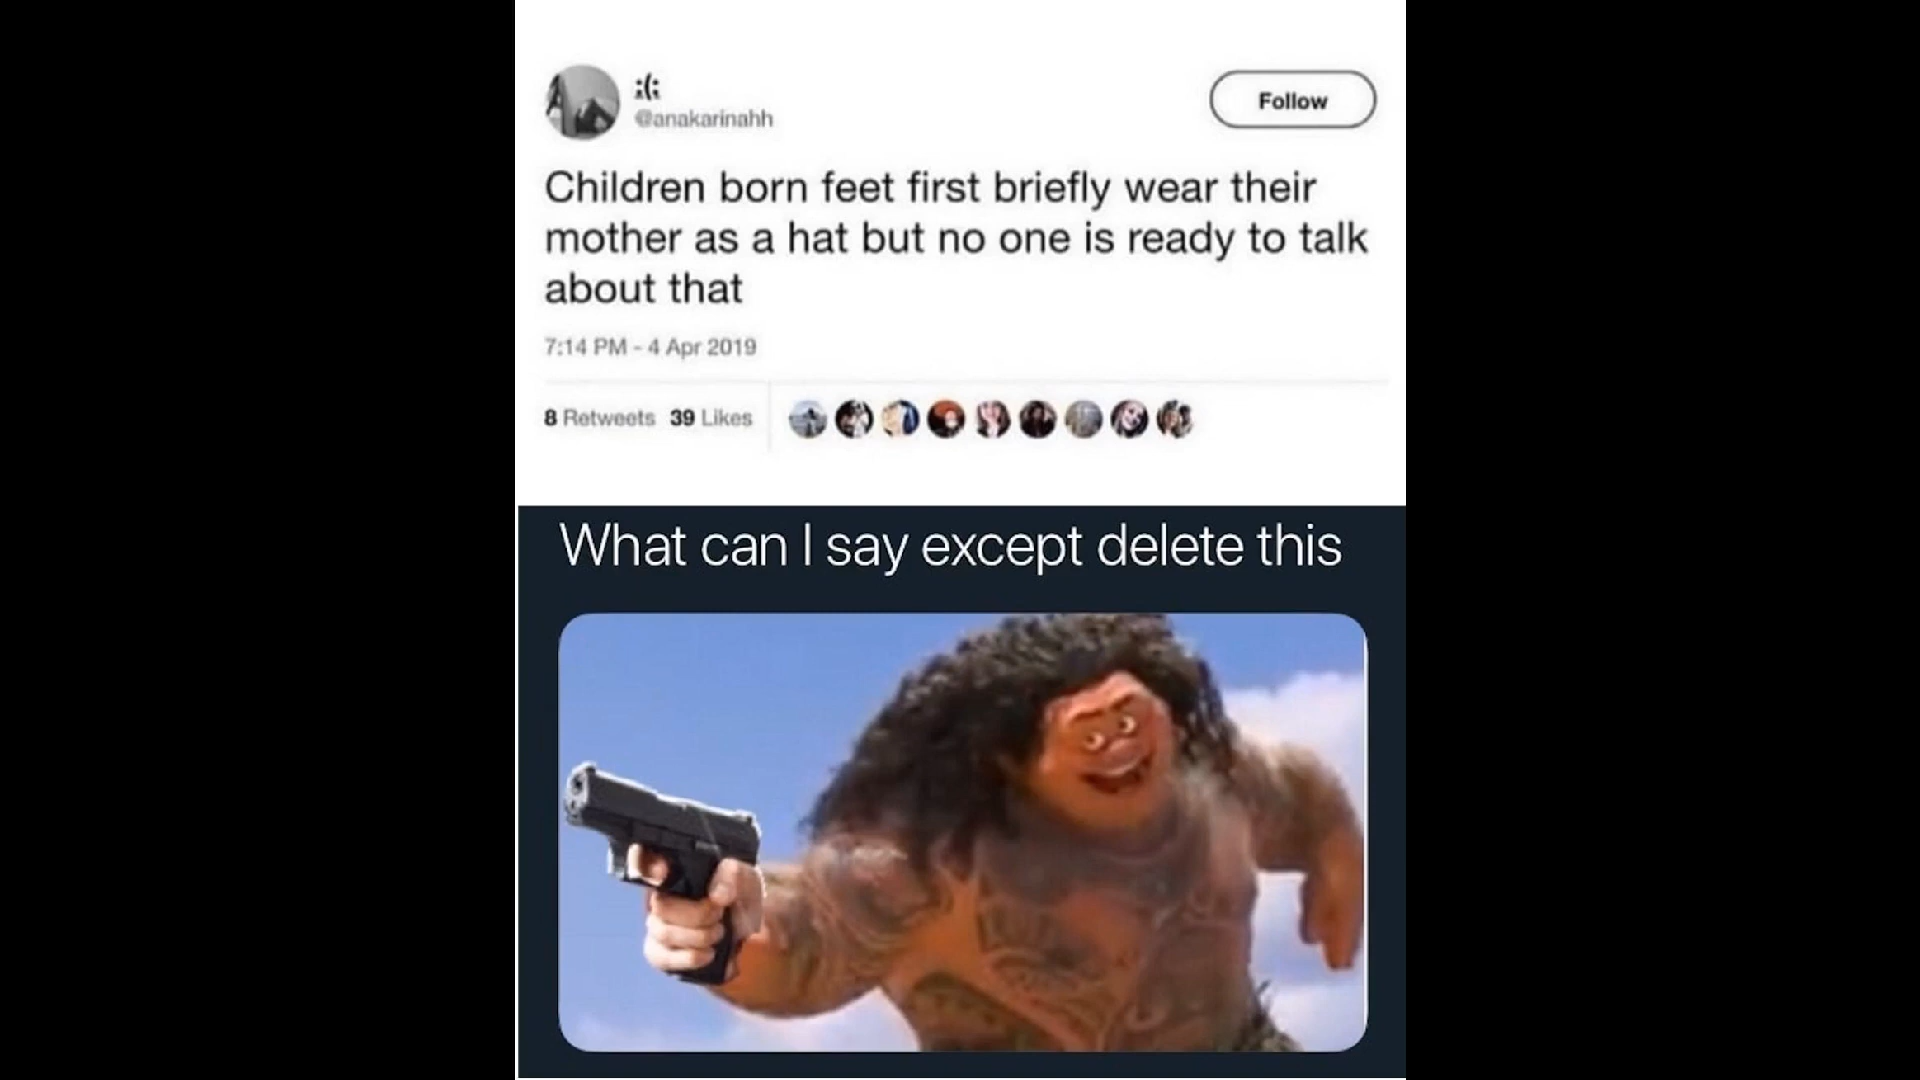 :(:
@anakarinahh
Follow
Children born feet first briefly wear their
mother as a hat but no one is ready to talk
about that
7:14 PM - 4 Apr 2019
8 Retweets 39 Likes
What can I say except delete this